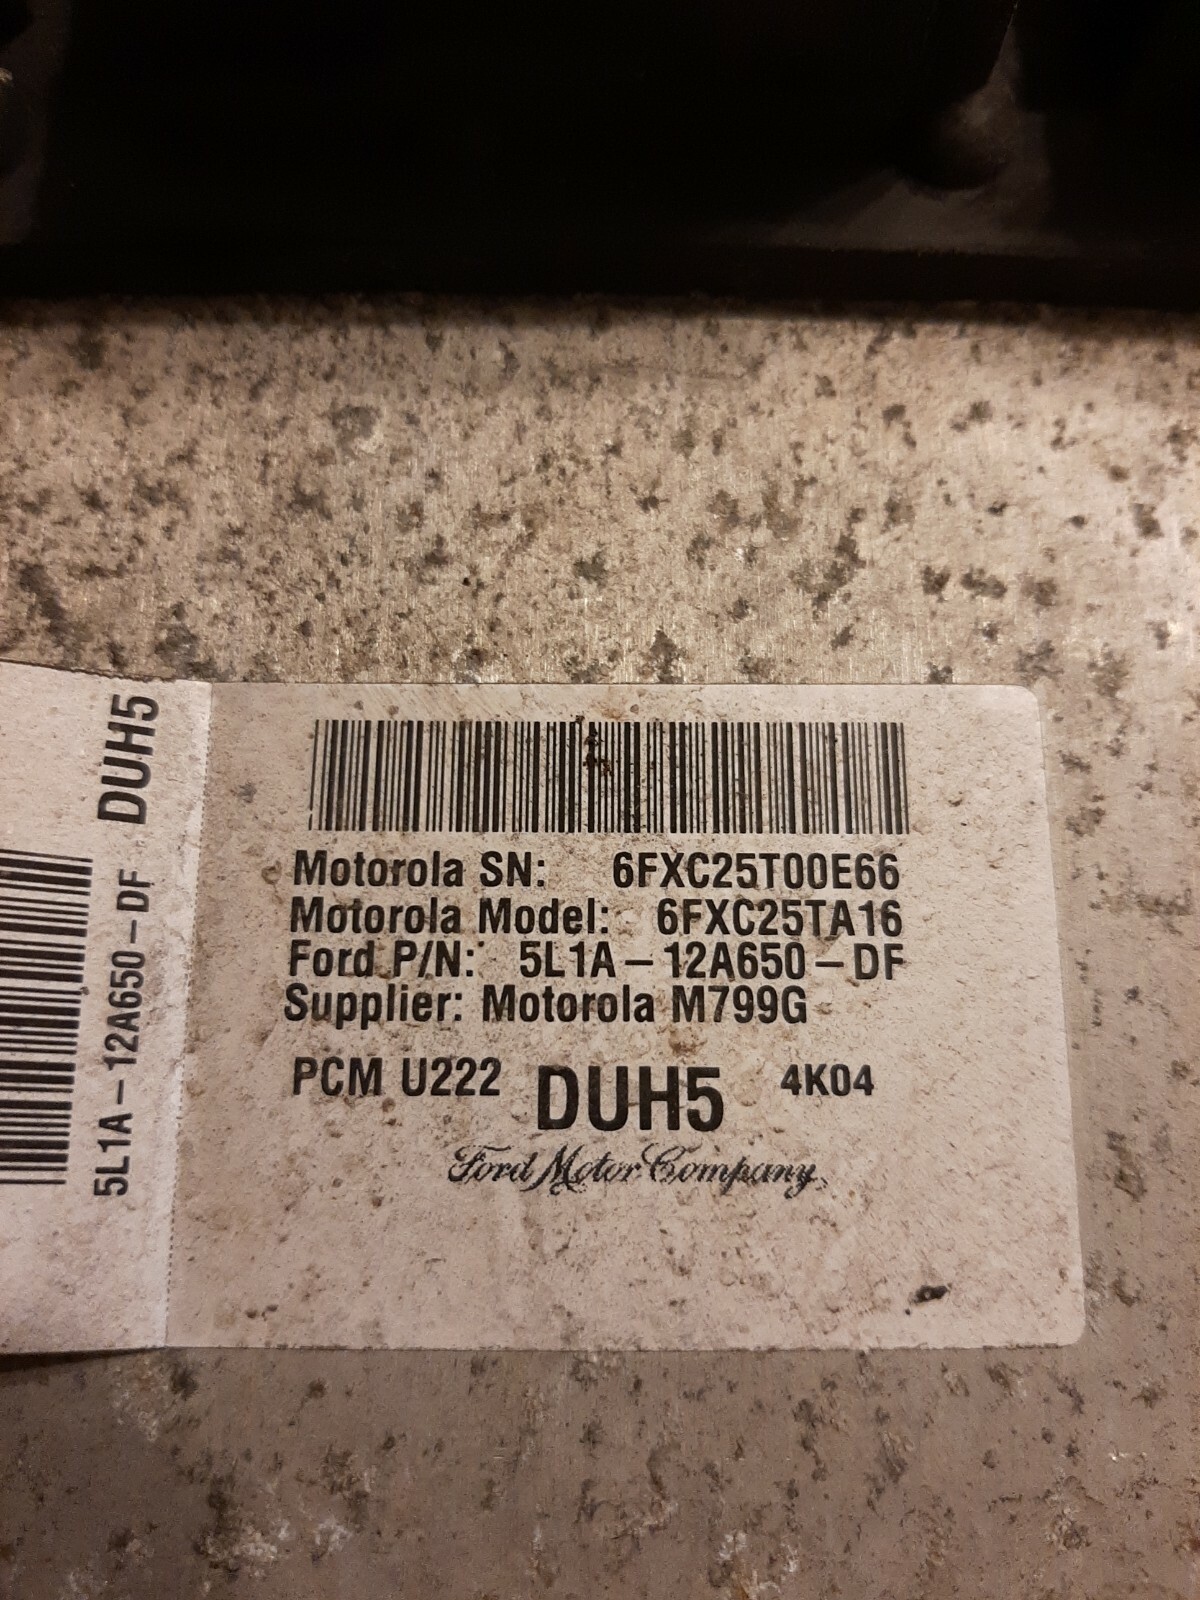 DUH5
5L1A-12A650-DF
Motorola SN: 6FXC25T00E66
Motorola Model: 6FXC25TA16
Ford P/N: 5L1A-12A650-DF
Supplier: Motorola M799G
PCM U222 DUH5 4K04
Ford Motor Company,